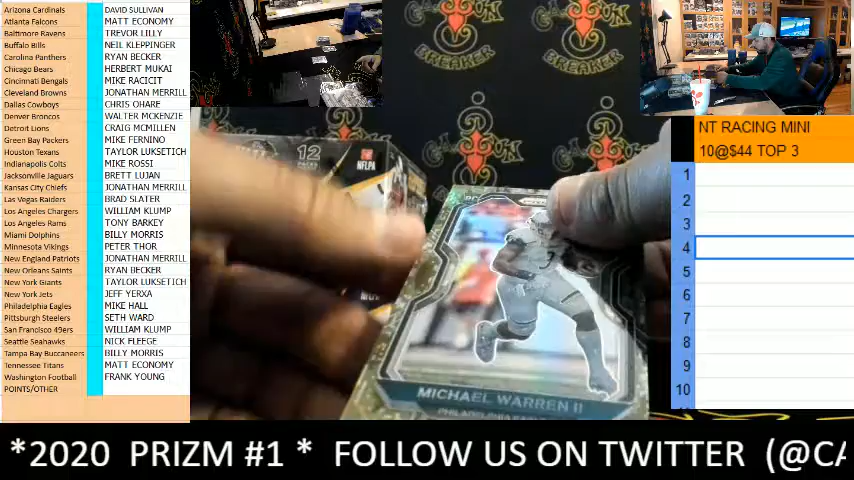 Arizona Cardinals DAVID SULLIVAN
Atlanta Falcons MATT ECONOMY
Baltimore Ravens TREVOR LILLY
Buffalo Bills NEIL KLEPPINGER
Carolina Panthers RYAN BECKER
Chicago Bears HERBERT MUKAI
Cincinnati Bengals MIKE RACICIT
Cleveland Browns JONATHAN MERRILL
Dallas Cowboys CHRIS OHARE
Denver Broncos WALTER MCKENZIE
Detroit Lions CRAIG MCMILLEN
Green Bay Packers MIKE FERNINO
Houston Texans TAYLOR LUKSETICH
Indianapolis Colts MIKE ROSSI
Jacksonville Jaguars BRETT LUJAN
Kansas City Chiefs JONATHAN MERRILL
Las Vegas Raiders BRAD SLATER
Los Angeles Chargers WILLIAM KLUMP
Los Angeles Rams TONY BARKEY
Miami Dolphins BILLY MORRIS
Minnesota Vikings PETER THOR
New England Patriots JONATHAN MERRILL
New Orleans Saints RYAN BECKER
New York Giants TAYLOR LUKSETICH
New York Jets JEFF YERXA
Philadelphia Eagles MIKE HALL
Pittsburgh Steelers SETH WARD
San Francisco 49ers WILLIAM KLUMP
Seattle Seahawks NICK FLEEGE
Tampa Bay Buccaneers BILLY MORRIS
Tennessee Titans MATT ECONOMY
Washington Football FRANK YOUNG
POINTS/OTHER
BREAKER
BREAKER
12
NFLPA
MICHAEL WARREN II
NT RACING MINI
10@$44 TOP 3
1
2
3
4
5
6
7
8
9
10
*2020 PRIZM #1 * FOLLOW US ON TWITTER (@CA